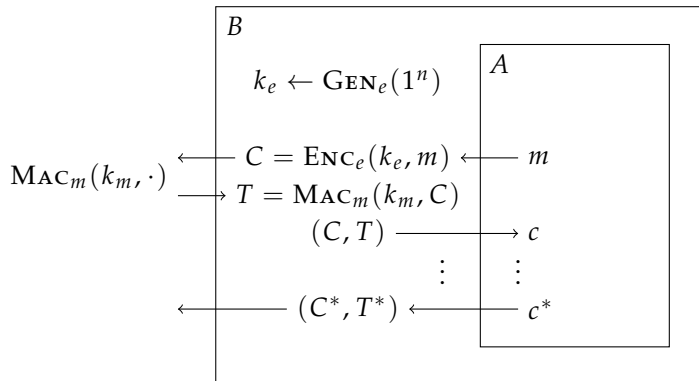 B
A
k_e ← GEN_e(1^n)
C = ENC_e(k_e, m) m
MAC_m(k_m, ·)
T = MAC_m(k_m, C)
(C, T) c
⋮ ⋮
(C*, T*) c*